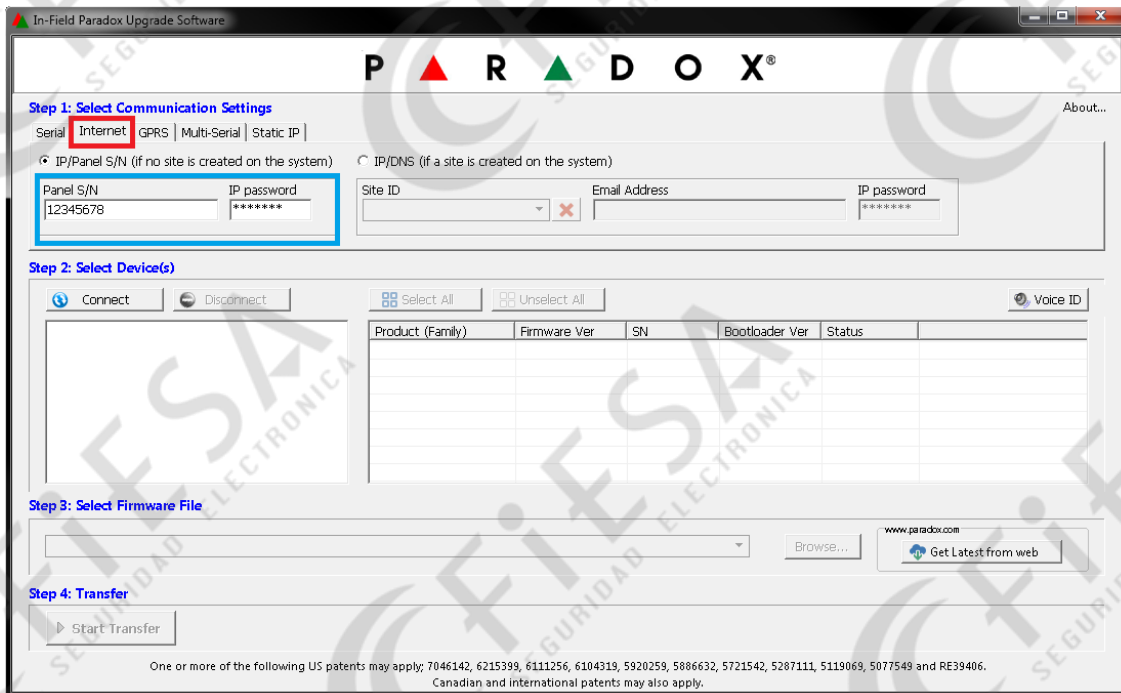 In-Field Paradox Upgrade Software
PARADOX®
Step 1: Select Communication Settings
About...
Serial Internet GPRS Multi-Serial Static IP
IP/Panel S/N (if no site is created on the system) IP/DNS (if a site is created on the system)
Panel S/N IP password Site ID Email Address IP password
12345678 ******* *******
Step 2: Select Device(s)
Connect Disconnect Select All Unselect All Voice ID
Product (Family) Firmware Ver SN Bootloader Ver Status
Step 3: Select Firmware File
www.paradox.com
Browse... Get Latest from web
Step 4: Transfer
Start Transfer
One or more of the following US patents may apply; 7046142, 6215399, 6111256, 6104319, 5920259, 5886632, 5721542, 5287111, 5119069, 5077549 and RE39406.
Canadian and international patents may also apply.
FiESA
SEGURIDAD ELECTRONICA